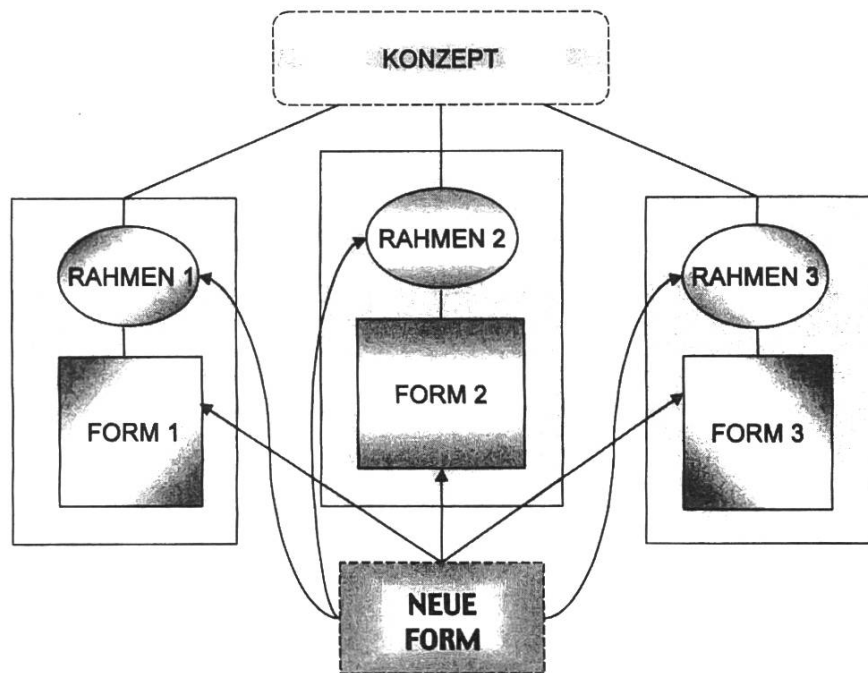 KONZEPT
RAHMEN 1
RAHMEN 2
RAHMEN 3
FORM 1
FORM 2
FORM 3
NEUE
FORM